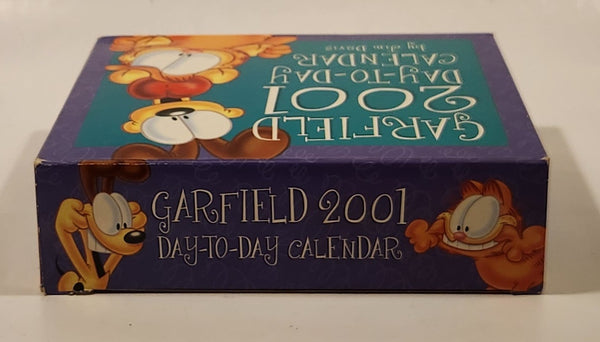 GARFIELD
2001
DAY-TO-DAY
CALENDAR
by Jim Davis
GARFIELD 2001
DAY-TO-DAY CALENDAR